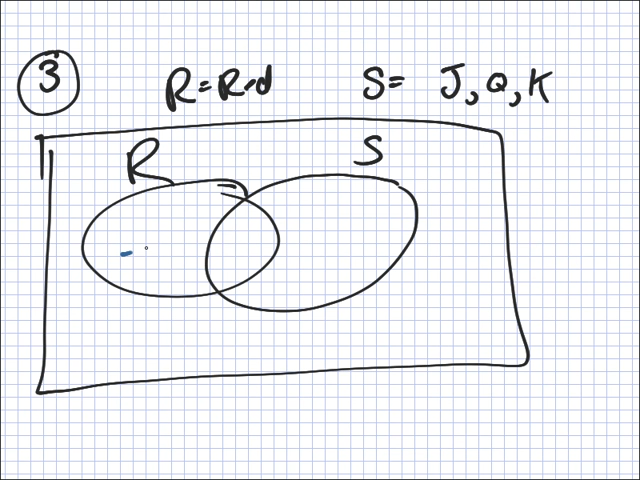 3 R = Red S = J, Q, K
R S